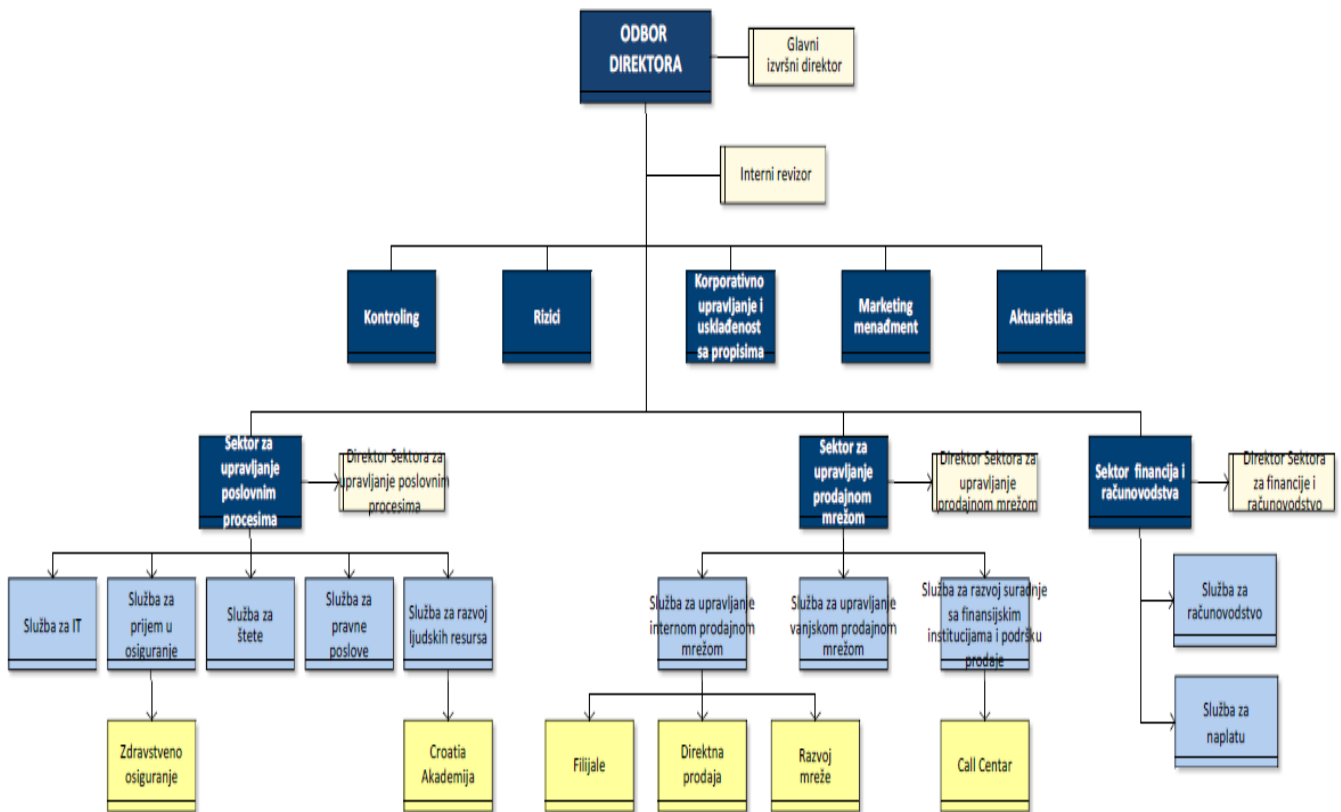 ODBOR
DIREKTORA
Glavni
izvršni direktor
Interni revizor
Kontroling
Rizici
Korporativno
upravljanje i
usklađenost
sa propisima
Marketing
menađment
Aktuaristika
Sektor za
upravljanje
poslovnim
procesima
Direktor Sektora za
upravljanje poslovnim
procesima
Sektor za
upravljanje
prodajnom
mrežom
Direktor Sektora za
upravljanje
prodajnom mrežom
Sektor financija i
računovodstva
Direktor Sektora
za financije i
računovodstvo
Služba za IT
Služba za
prijem u
osiguranje
Služba za
štete
Služba za
pravne
poslove
Služba za razvoj
ljudskih resursa
Služba za upravljanje
internom prodajnom
mrežom
Služba za upravljanje
vanjskom prodajnom
mrežom
Služba za razvoj suradnje
sa finansijskim
institucijama i podršku
prodaje
Služba za
računovodstvo
Služba za
naplatu
Zdravstveno
osiguranje
Croatia
Akademija
Filijale
Direktna
prodaja
Razvoj
mreže
Call Centar